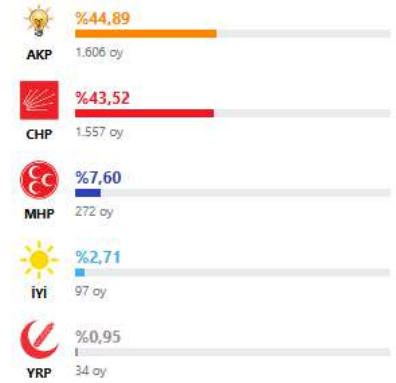 %44,89
AKP
1.606 oy
%43,52
CHP
1.557 oy
%7,60
MHP
272 oy
%2,71
İYİ
97 oy
%0,95
YRP
34 oy